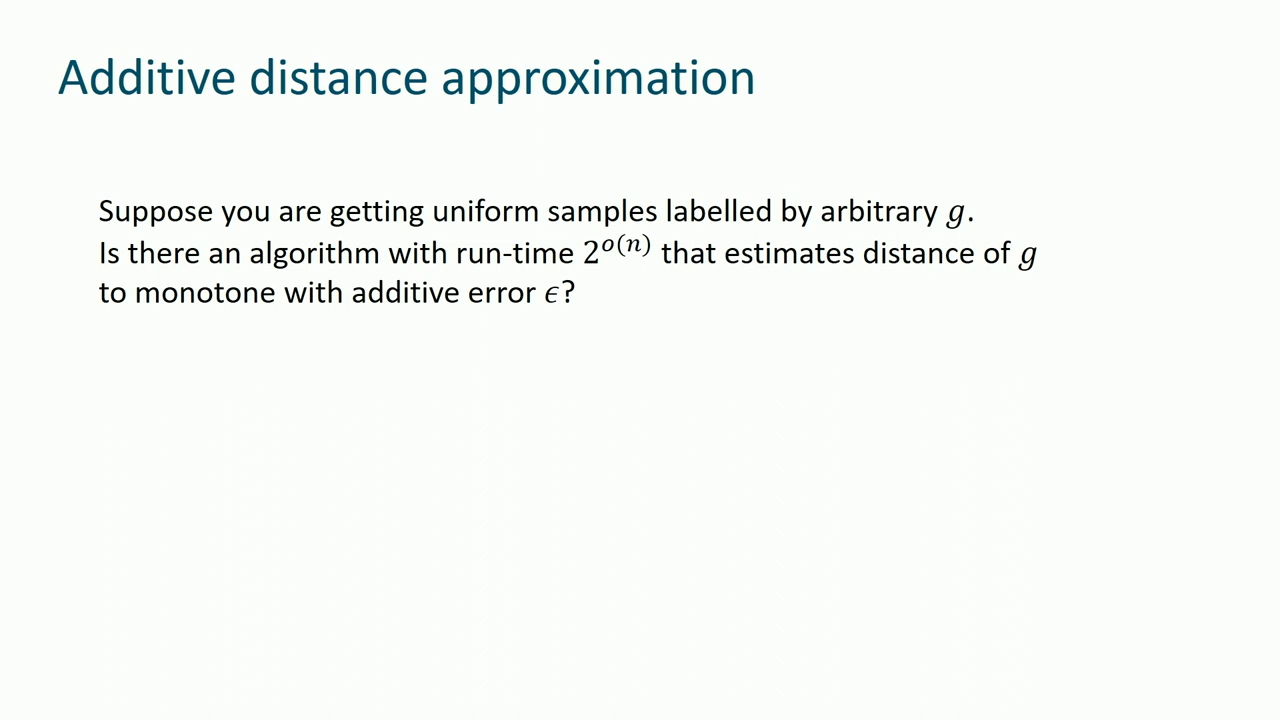 Additive distance approximation
Suppose you are getting uniform samples labelled by arbitrary g.
Is there an algorithm with run-time 2^{o(n)} that estimates distance of g
to monotone with additive error ϵ?